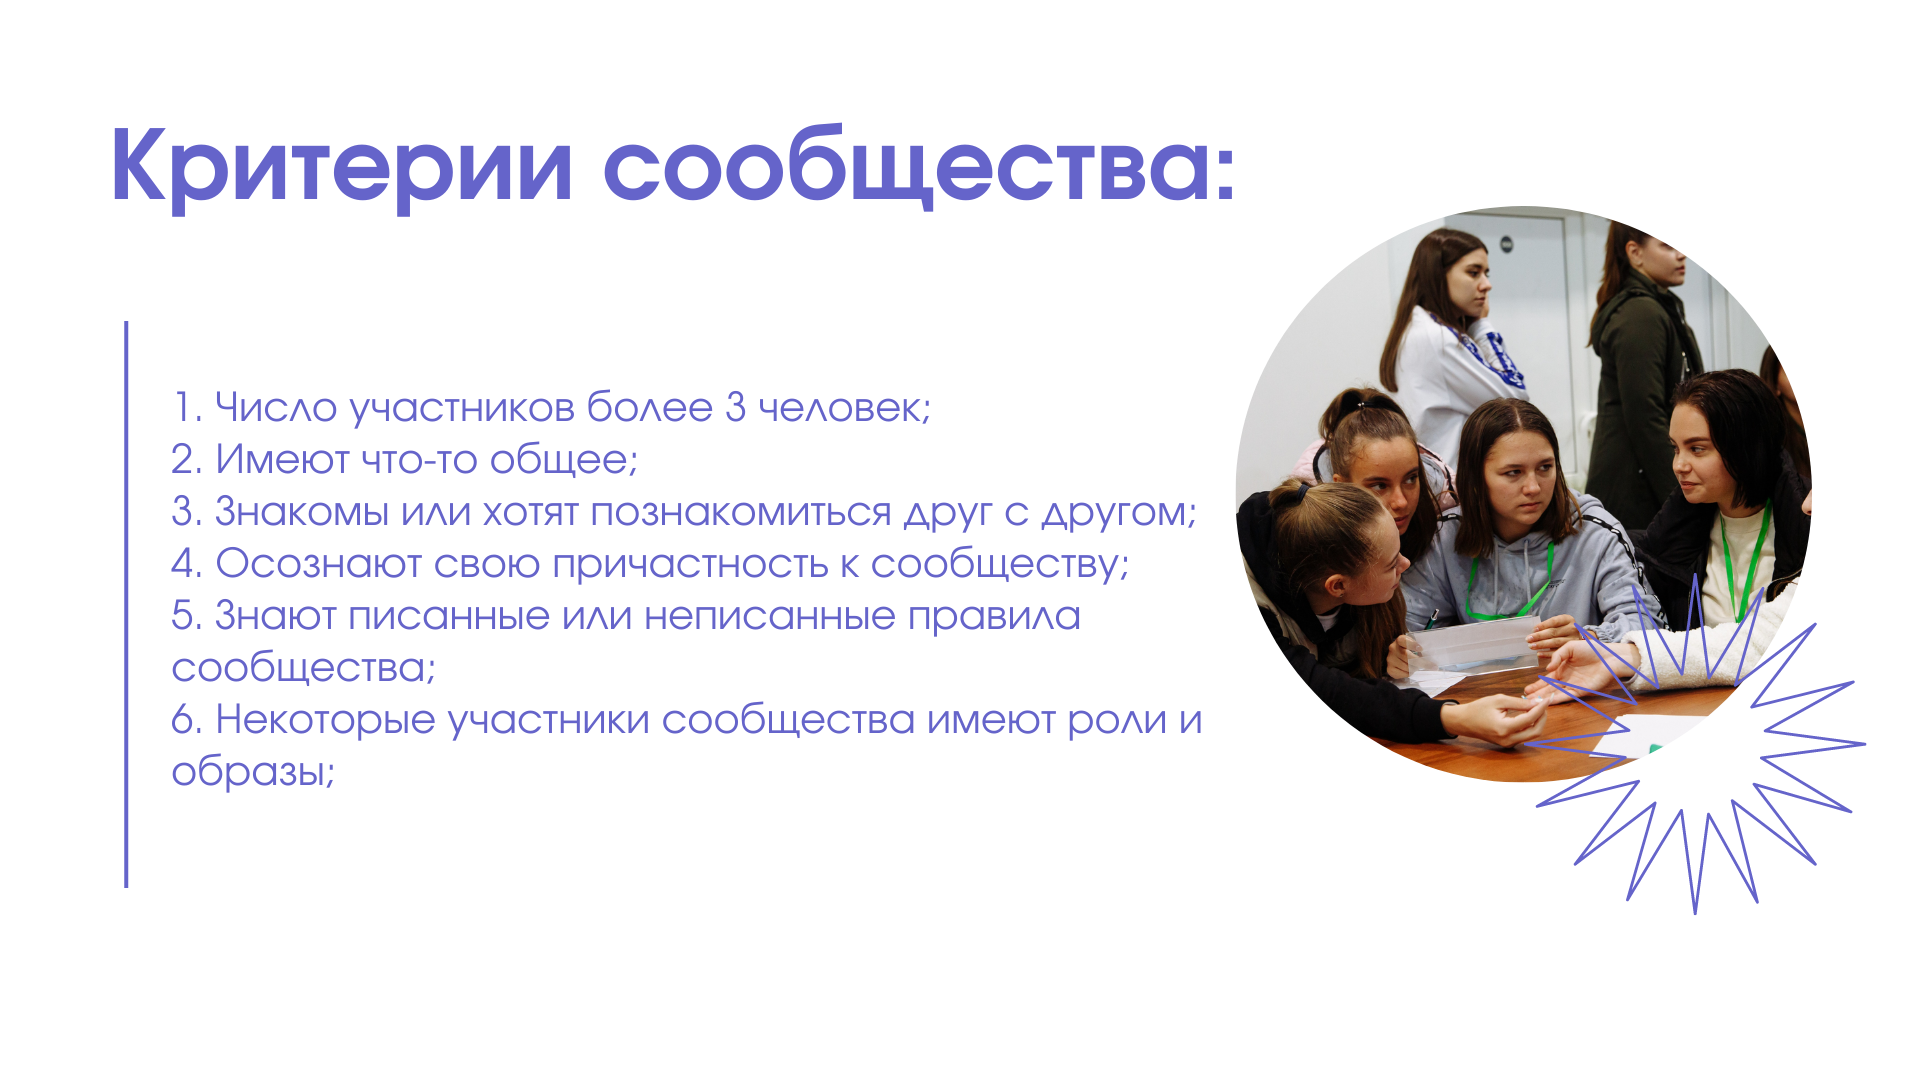 Критерии сообщества:
1. Число участников более 3 человек;
2. Имеют что-то общее;
3. Знакомы или хотят познакомиться друг с другом;
4. Осознают свою причастность к сообществу;
5. Знают писанные или неписанные правила
сообщества;
6. Некоторые участники сообщества имеют роли и
образы;